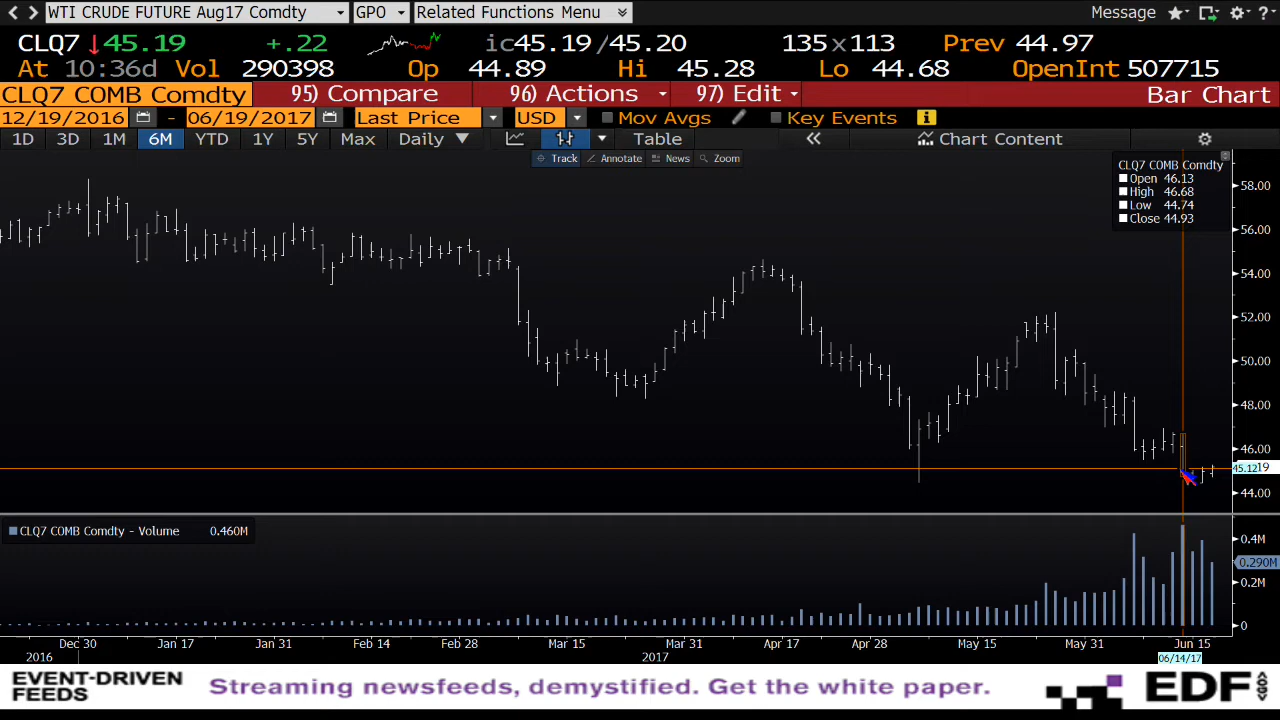 WTI CRUDE FUTURE Aug17 Comdty GPO Related Functions Menu Message
CLQ7 45.19 +.22 ic45.19/45.20 135x113 Prev 44.97
At 10:36d Vol 290398 Op 44.89 Hi 45.28 Lo 44.68 OpenInt 507715
CLQ7 COMB Comdty 95) Compare 96) Actions 97) Edit Bar Chart
12/19/2016 - 06/19/2017 Last Price USD Mov Avgs Key Events
1D 3D 1M 6M YTD 1Y 5Y Max Daily Table Chart Content
Track Annotate News Zoom
CLQ7 COMB Comdty
Open 46.13
High 46.68
Low 44.74
Close 44.93
58.00
56.00
54.00
52.00
50.00
48.00
46.00
45.12 19
44.00
CLQ7 COMB Comdty - Volume 0.460M
0.4M
0.290M
0.2M
0
Dec 30 Jan 17 Jan 31 Feb 14 Feb 28 Mar 15 Mar 31 Apr 17 Apr 28 May 15 May 31 Jun 15
2016 2017 06/14/17
EVENT-DRIVEN
FEEDS
Streaming newsfeeds, demystified. Get the white paper.
EDF